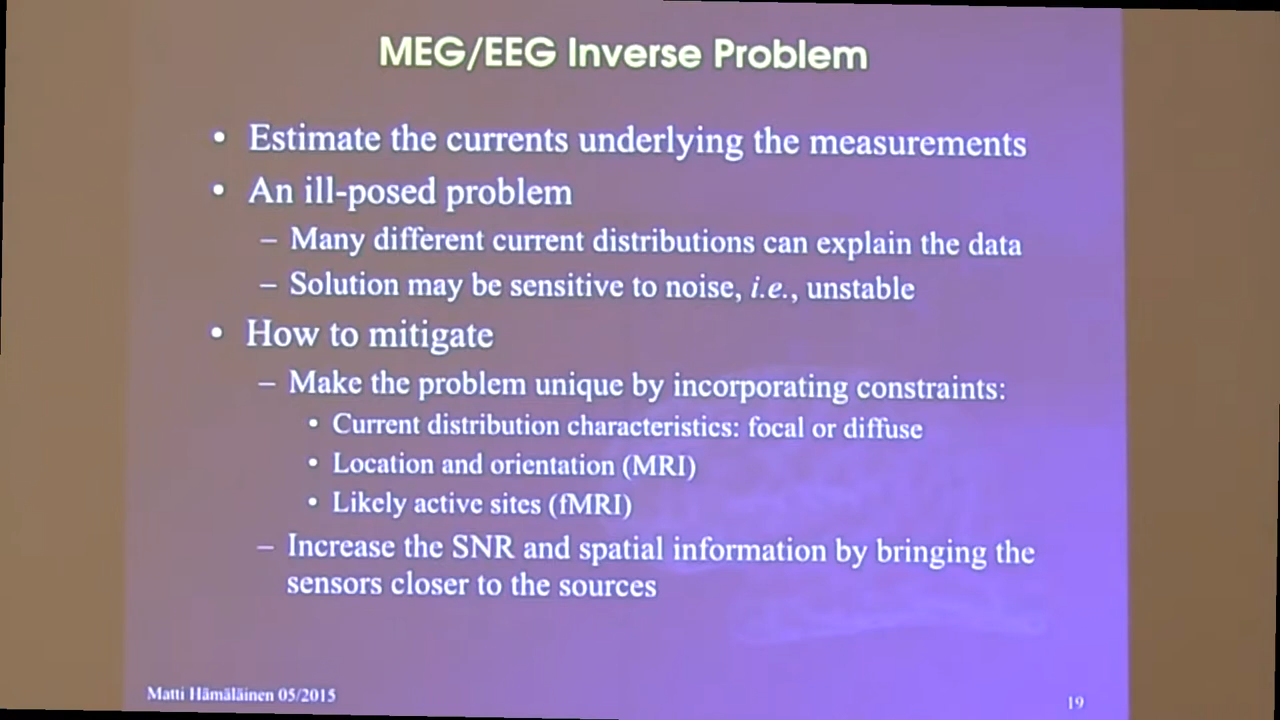 MEG/EEG Inverse Problem
• Estimate the currents underlying the measurements
• An ill-posed problem
– Many different current distributions can explain the data
– Solution may be sensitive to noise, i.e., unstable
• How to mitigate
– Make the problem unique by incorporating constraints:
• Current distribution characteristics: focal or diffuse
• Location and orientation (MRI)
• Likely active sites (fMRI)
– Increase the SNR and spatial information by bringing the
sensors closer to the sources
Matti Hämäläinen 05/2015
19